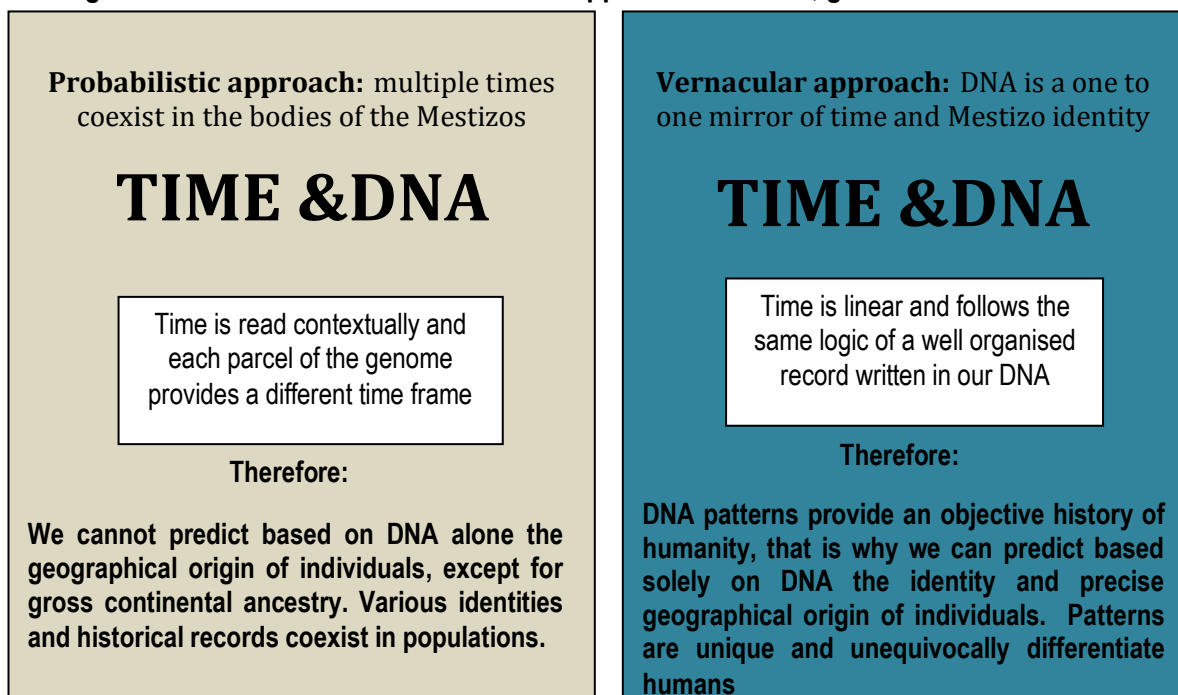 Probabilistic approach: multiple times
coexist in the bodies of the Mestizos
TIME &DNA
Time is read contextually and
each parcel of the genome
provides a different time frame
Therefore:
We cannot predict based on DNA alone the
geographical origin of individuals, except for
gross continental ancestry. Various identities
and historical records coexist in populations.
Vernacular approach: DNA is a one to
one mirror of time and Mestizo identity
TIME &DNA
Time is linear and follows the
same logic of a well organised
record written in our DNA
Therefore:
DNA patterns provide an objective history of
humanity, that is why we can predict based
solely on DNA the identity and precise
geographical origin of individuals. Patterns
are unique and unequivocally differentiate
humans